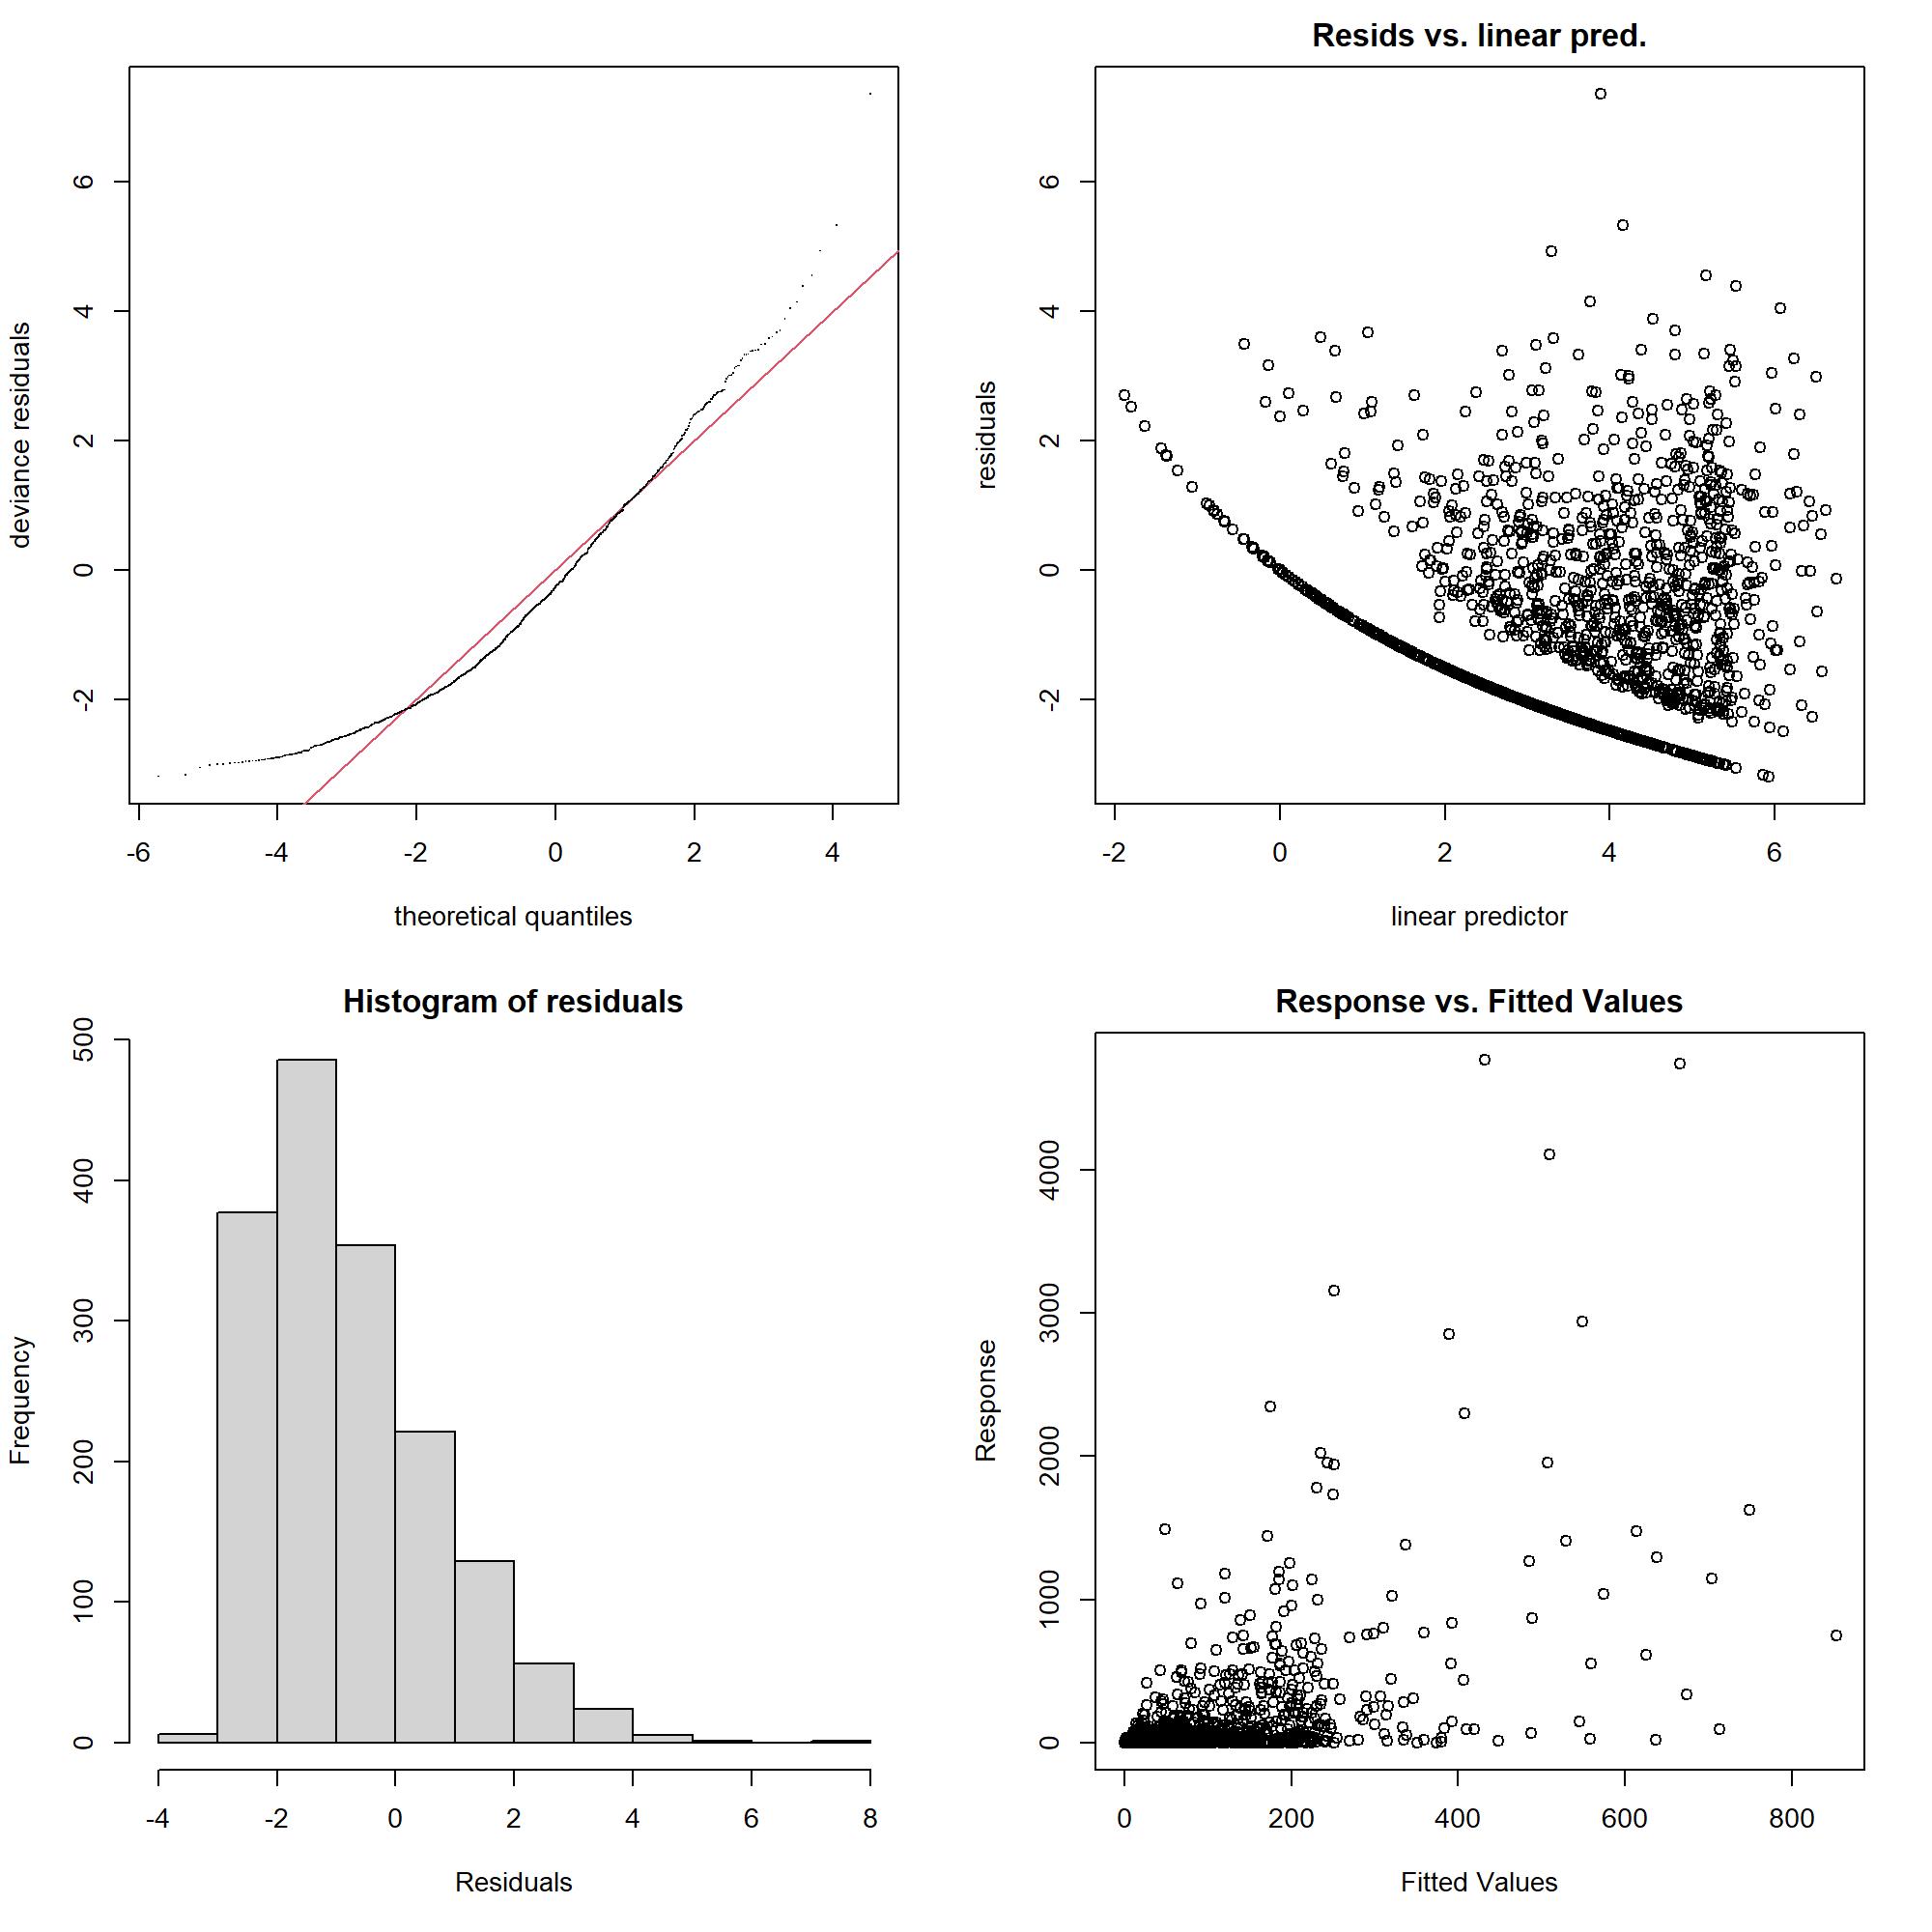 deviance residuals
6
4
2
0
-2
-6 -4 -2 0 2 4
theoretical quantiles
Resids vs. linear pred.
residuals
6
4
2
0
-2
-2 0 2 4 6
linear predictor
Histogram of residuals
Frequency
500
400
300
200
100
0
-4 -2 0 2 4 6 8
Residuals
Response vs. Fitted Values
Response
4000
3000
2000
1000
0
0 200 400 600 800
Fitted Values